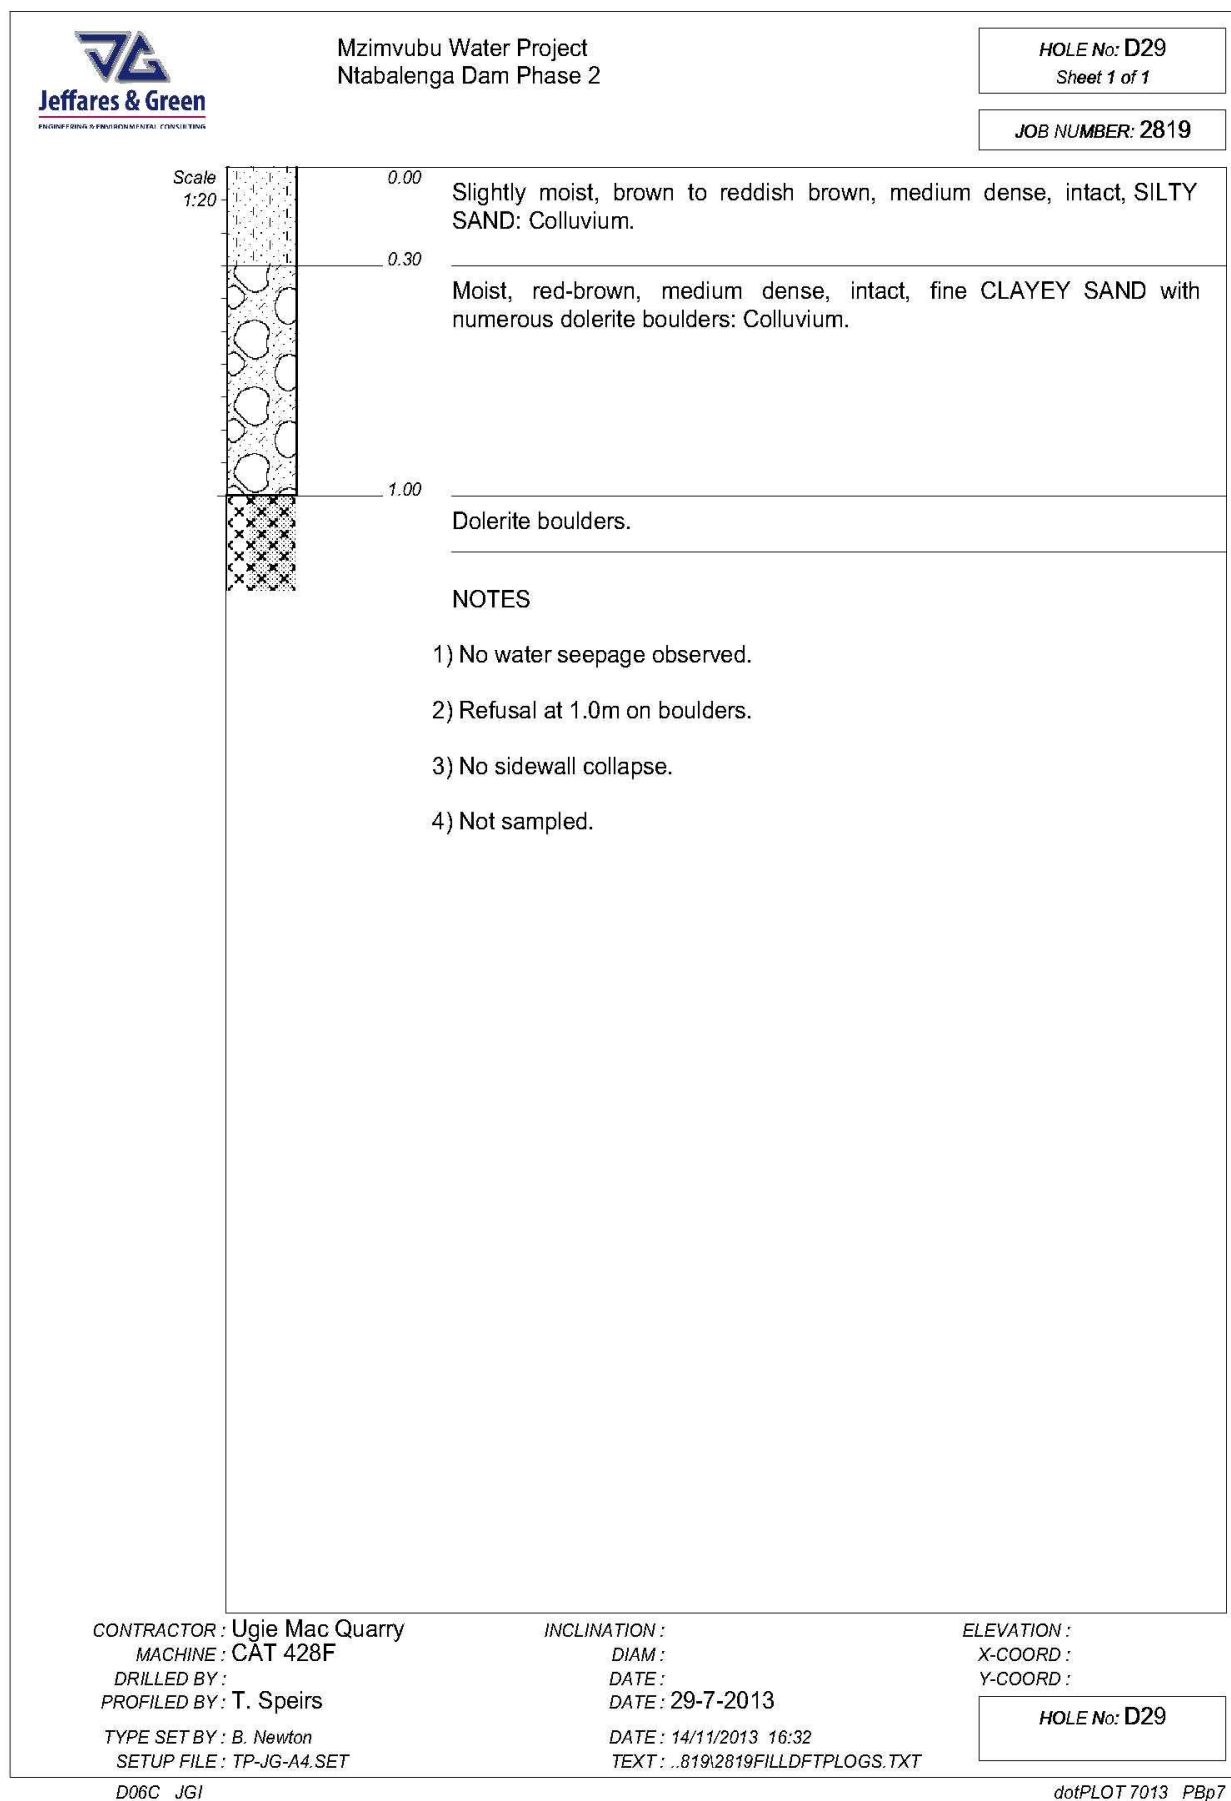 Jeffares & Green
ENGINEERING & ENVIRONMENTAL CONSULTING
Mzimvubu Water Project
Ntabalenga Dam Phase 2
HOLE No: D29
Sheet 1 of 1
JOB NUMBER: 2819
Scale
1:20
0.00
Slightly moist, brown to reddish brown, medium dense, intact, SILTY
SAND: Colluvium.
0.30
Moist, red-brown, medium dense, intact, fine CLAYEY SAND with
numerous dolerite boulders: Colluvium.
1.00
Dolerite boulders.
NOTES
1) No water seepage observed.
2) Refusal at 1.0m on boulders.
3) No sidewall collapse.
4) Not sampled.
CONTRACTOR : Ugie Mac Quarry
MACHINE : CAT 428F
DRILLED BY :
PROFILED BY : T. Speirs
TYPE SET BY : B. Newton
SETUP FILE : TP-JG-A4.SET
INCLINATION :
DIAM :
DATE :
DATE : 29-7-2013
DATE : 14/11/2013 16:32
TEXT : ..819\2819FILLDFTPLOGS.TXT
ELEVATION :
X-COORD :
Y-COORD :
HOLE No: D29
D06C JGI
dotPLOT 7013 PBp7